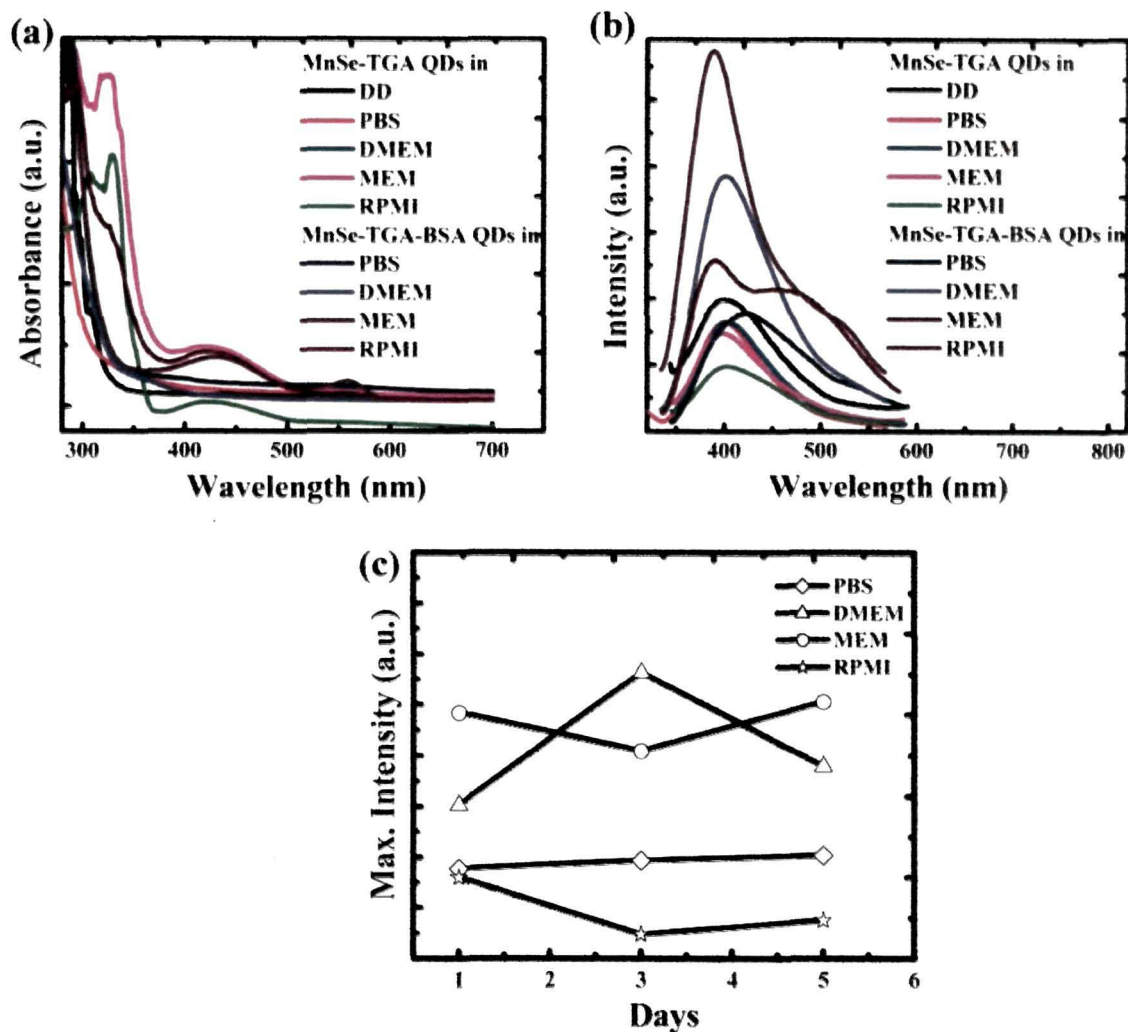 (a)
MnSe-TGA QDs in
DD
PBS
DMEM
MEM
RPMI
MnSe-TGA-BSA QDs in
PBS
DMEM
MEM
RPMI
Absorbance (a.u.)
300 400 500 600 700
Wavelength (nm)
(b)
MnSe-TGA QDs in
DD
PBS
DMEM
MEM
RPMI
MnSe-TGA-BSA QDs in
PBS
DMEM
MEM
RPMI
Intensity (a.u.)
400 500 600 700 800
Wavelength (nm)
(c)
PBS
DMEM
MEM
RPMI
Max. Intensity (a.u.)
1 2 3 4 5 6
Days